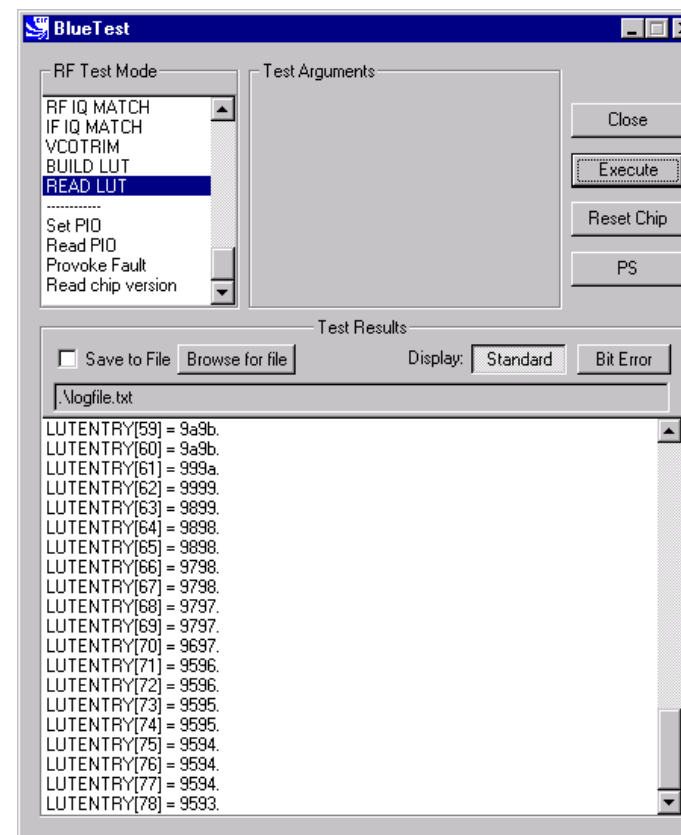 BlueTest
RF Test Mode
Test Arguments
RF IQ MATCH
IF IQ MATCH
VCOTRIM
BUILD LUT
READ LUT
------------
Set PIO
Read PIO
Provoke Fault
Read chip version
Close
Execute
Reset Chip
PS
Test Results
Save to File Browse for file Display: Standard Bit Error
.\logfile.txt
LUTENTRY[59] = 9a9b.
LUTENTRY[60] = 9a9b.
LUTENTRY[61] = 999a.
LUTENTRY[62] = 9999.
LUTENTRY[63] = 9899.
LUTENTRY[64] = 9898.
LUTENTRY[65] = 9898.
LUTENTRY[66] = 9798.
LUTENTRY[67] = 9798.
LUTENTRY[68] = 9797.
LUTENTRY[69] = 9797.
LUTENTRY[70] = 9697.
LUTENTRY[71] = 9596.
LUTENTRY[72] = 9596.
LUTENTRY[73] = 9595.
LUTENTRY[74] = 9595.
LUTENTRY[75] = 9594.
LUTENTRY[76] = 9594.
LUTENTRY[77] = 9594.
LUTENTRY[78] = 9593.